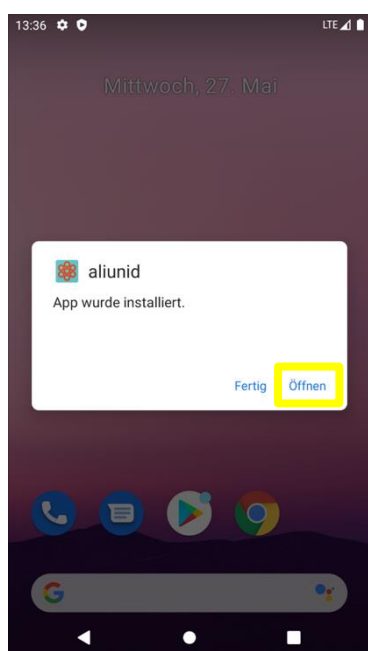 13:36
LTE
Mittwoch, 27. Mai
aliunid
App wurde installiert.
Fertig
Öffnen
G